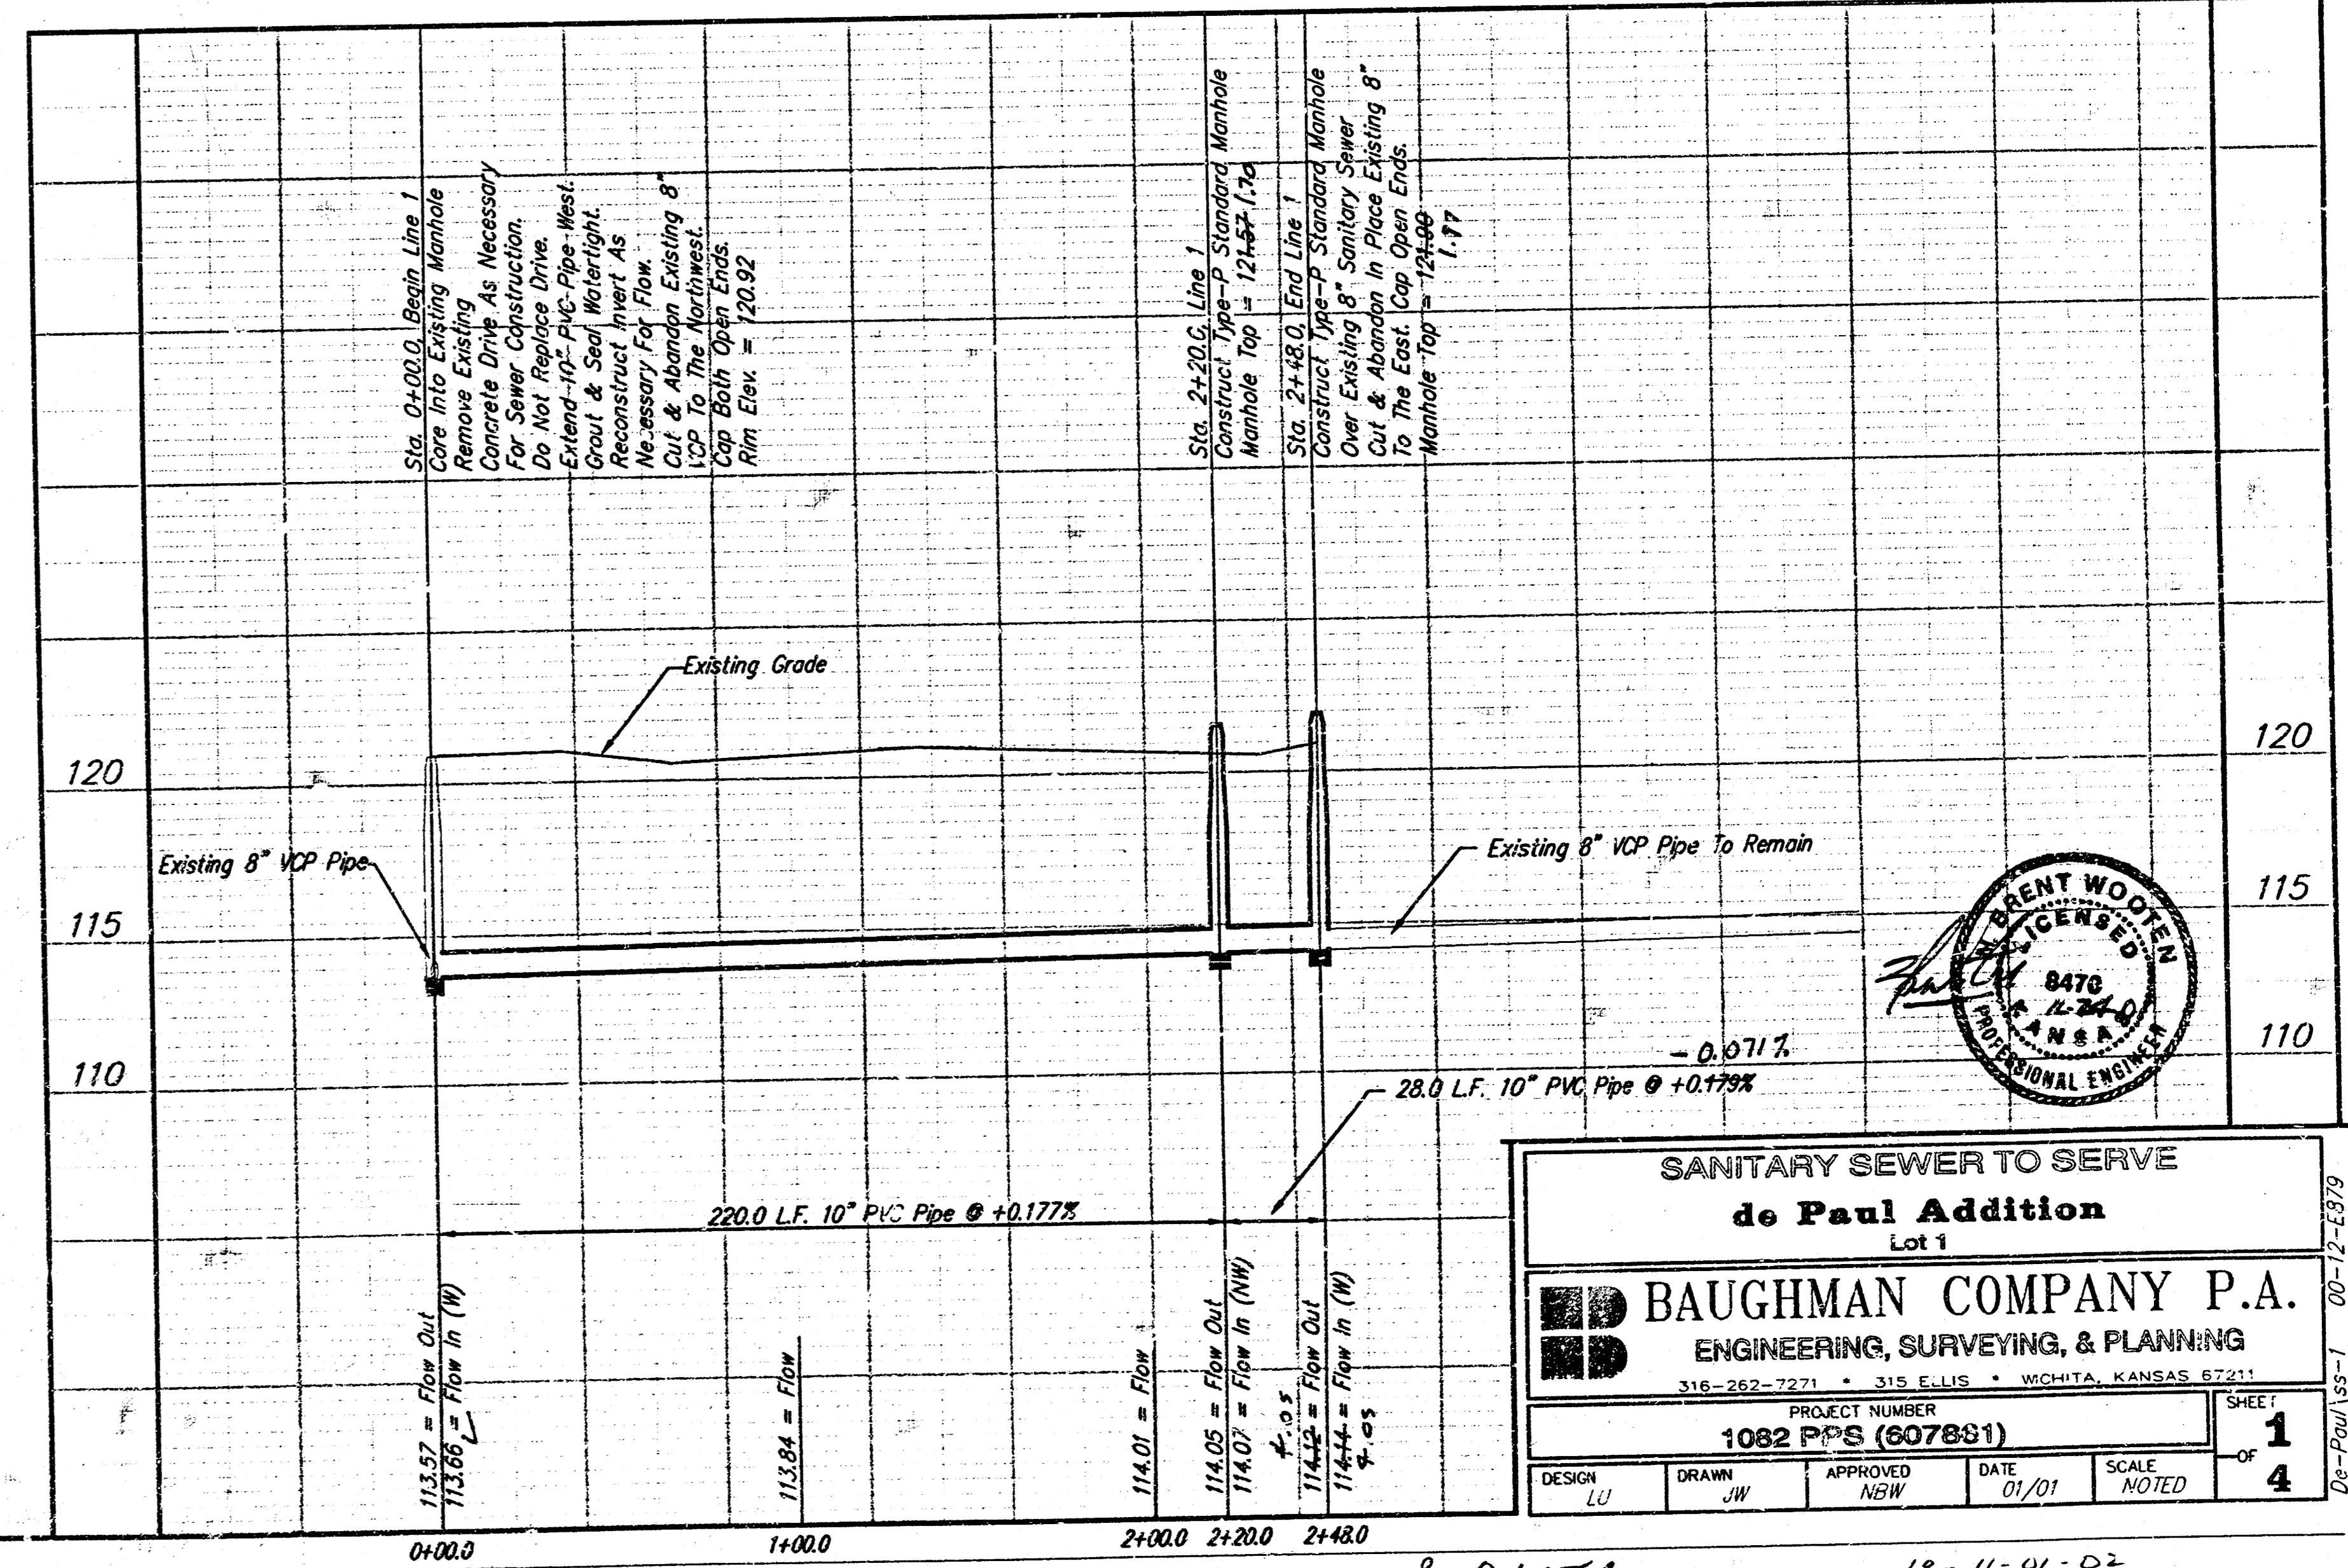 Sta. 0+00.0, Begin Line 1
Core Into Existing Manhole
Remove Existing
Concrete Drive As Necessary
For Sewer Construction.
Do Not Replace Drive.
Extend 10" PVC Pipe West.
Grout & Seal Watertight.
Reconstruct Invert As
Necessary For Flow.
Cut & Abandon Existing 8"
VCP To The Northwest.
Cap Both Open Ends.
Rim Elev. = 120.92
Sta. 2+20.0, Line 1
Construct Type-P Standard Manhole
Manhole Top = 121.57 1.70
Sta. 2+48.0, End Line 1
Construct Type-P Standard Manhole
Over Existing 8" Sanitary Sewer
Cut & Abandon In Place Existing 8"
To The East. Cap Open Ends.
Manhole Top = 121.90
1.97
Existing Grade
120
120
Existing 8" VCP Pipe
Existing 8" VCP Pipe To Remain
115
115
110
110
N BRENT WOOTEN
LICENSED
8470
KANSAS
PROFESSIONAL ENGINEER
- 0.071 %
28.0 L.F. 10" PVC Pipe @ +0.179%
220.0 L.F. 10" PVC Pipe @ +0.177%
113.57 = Flow Out
113.66 = Flow In (W)
113.84 = Flow
114.01 = Flow
114.05 = Flow Out
114.07 = Flow In (NW)
4.05
114.12 = Flow Out
114.14 = Flow In (W)
4.05
0+00.0
1+00.0
2+00.0
2+20.0
2+48.0
SANITARY SEWER TO SERVE
de Paul Addition
Lot 1
BAUGHMAN COMPANY P.A.
ENGINEERING, SURVEYING, & PLANNING
316-262-7271 • 315 ELLIS • WICHITA, KANSAS 67211
PROJECT NUMBER
1082 PPS (607881)
SHEET
1
OF
4
DESIGN
LU
DRAWN
JW
APPROVED
NBW
DATE
01/01
SCALE
NOTED
De-Paul\ss-1 00-12-E879